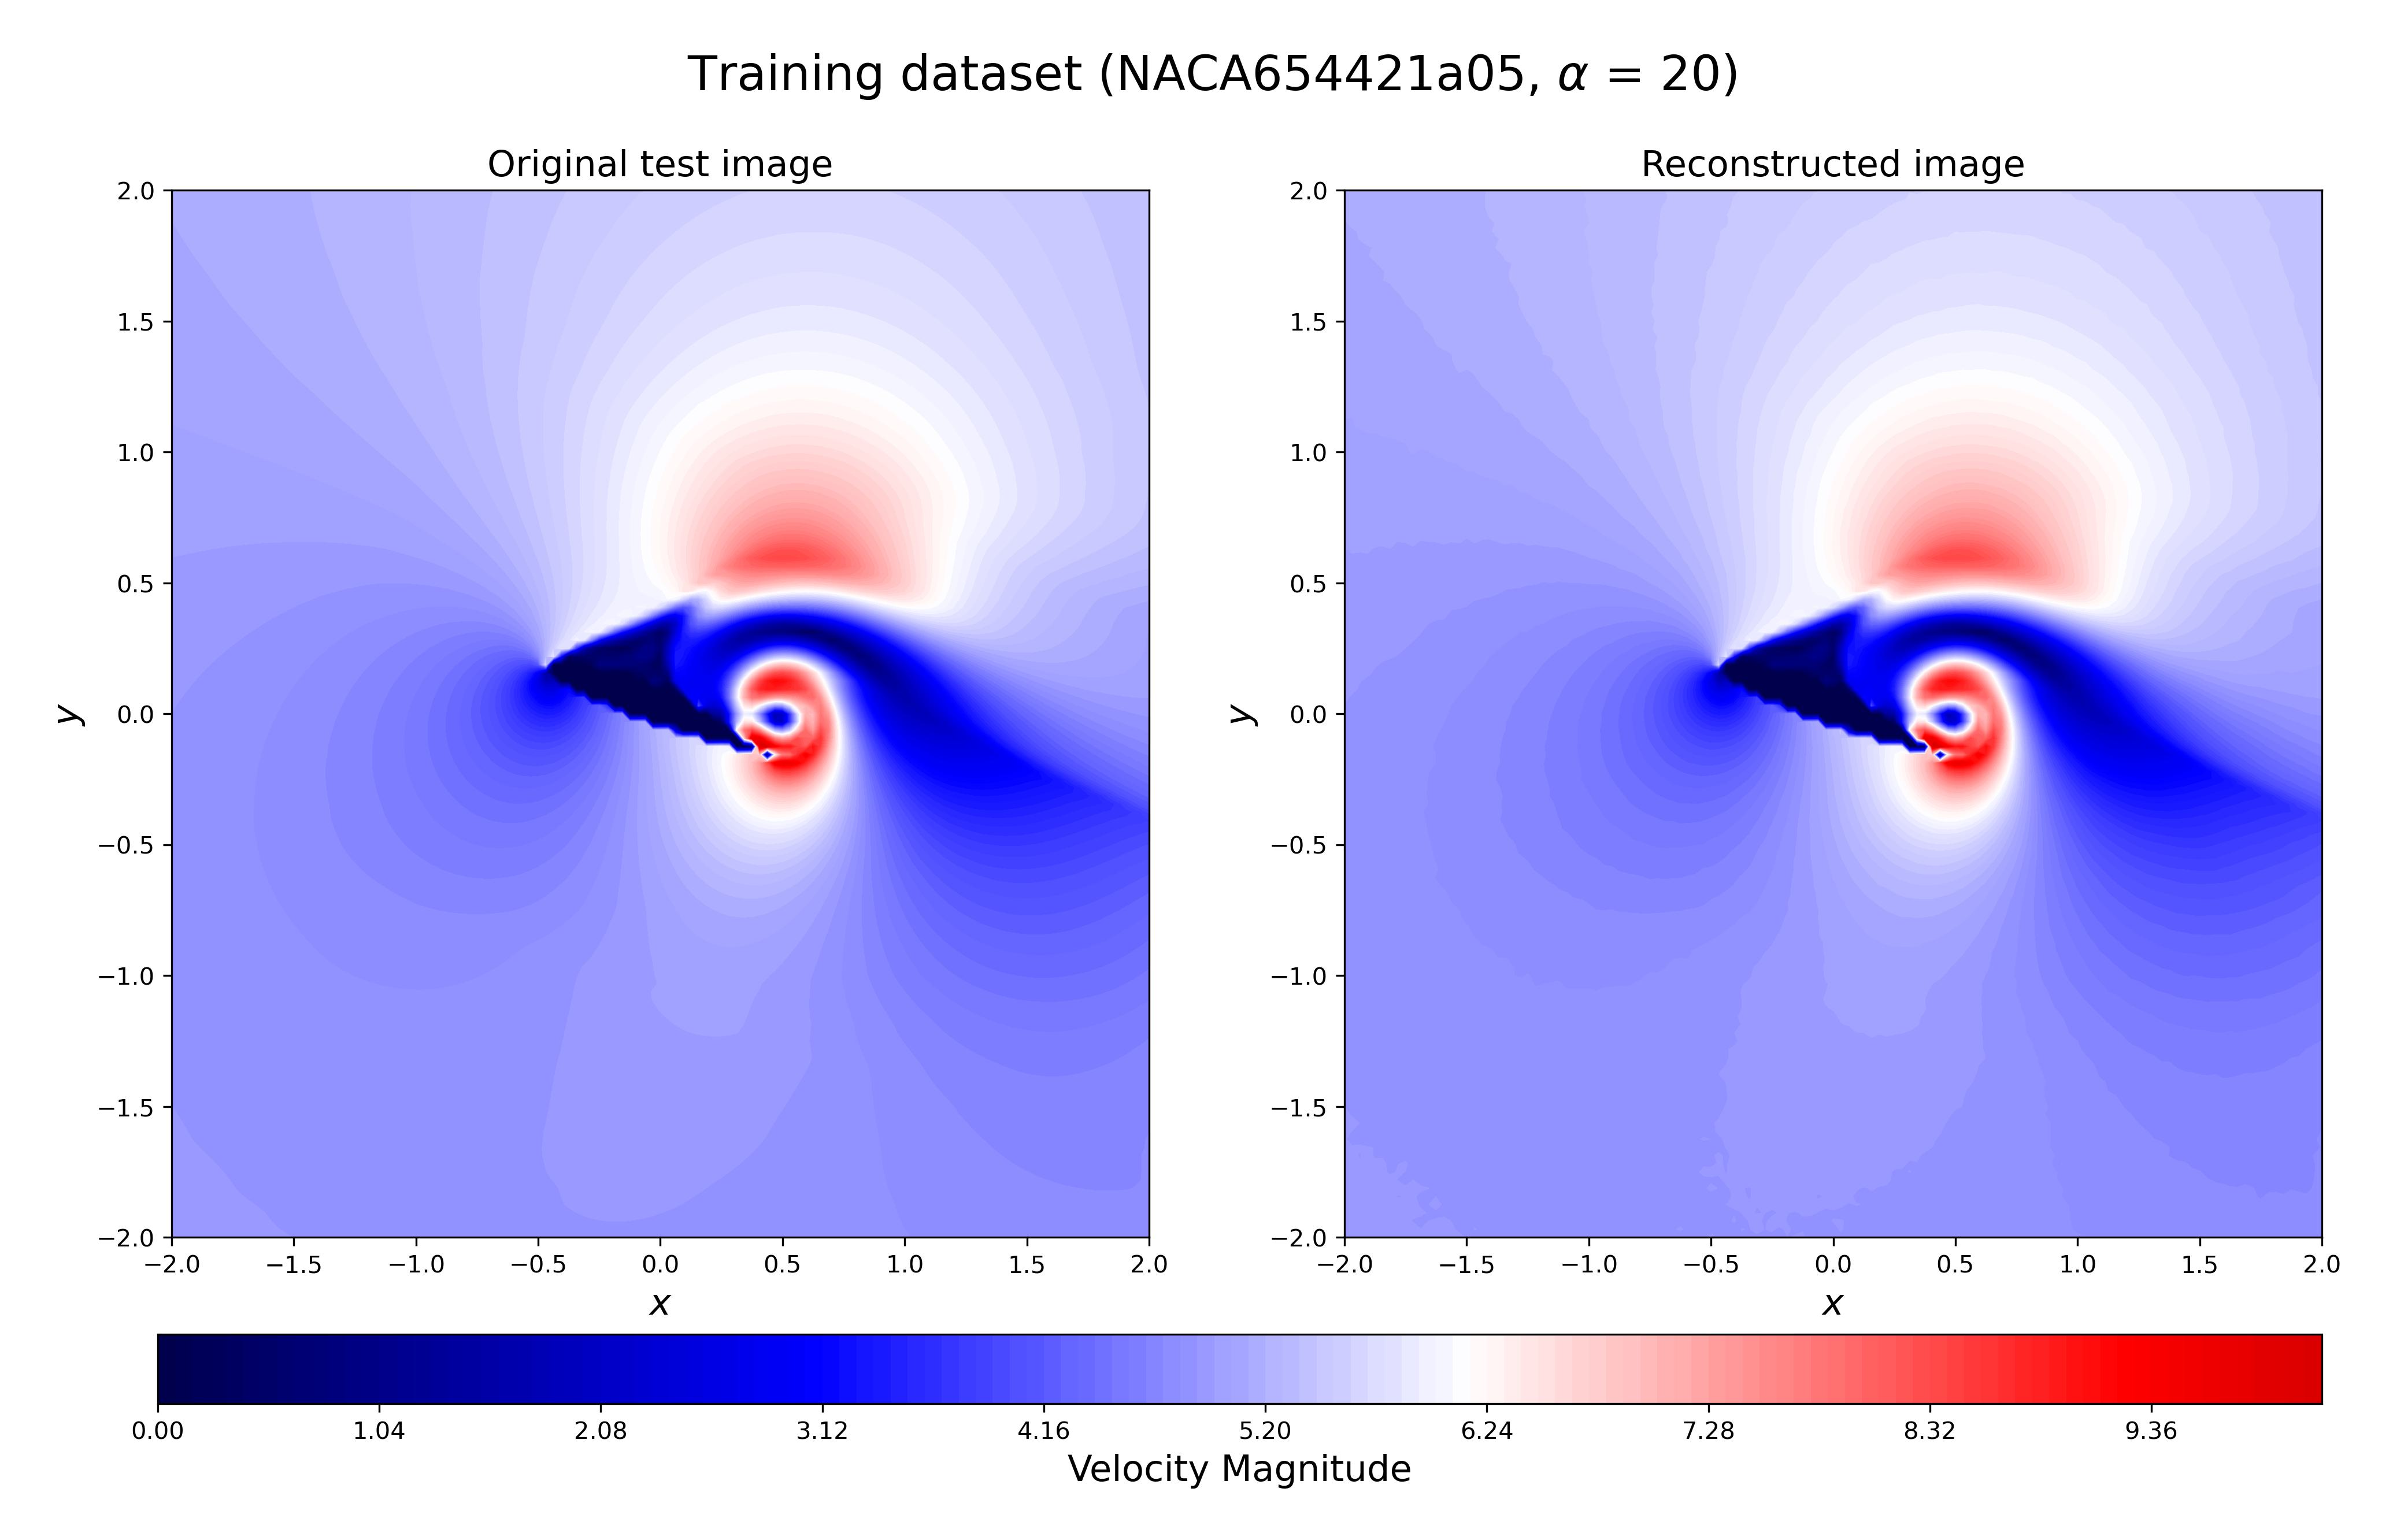 Training dataset (NACA654421a05, α = 20)
Original test image
Reconstructed image
2.0
1.5
1.0
0.5
0.0
−0.5
−1.0
−1.5
−2.0
y
−2.0 −1.5 −1.0 −0.5 0.0 0.5 1.0 1.5 2.0
x
2.0
1.5
1.0
0.5
0.0
−0.5
−1.0
−1.5
−2.0
y
−2.0 −1.5 −1.0 −0.5 0.0 0.5 1.0 1.5 2.0
x
0.00 1.04 2.08 3.12 4.16 5.20 6.24 7.28 8.32 9.36
Velocity Magnitude